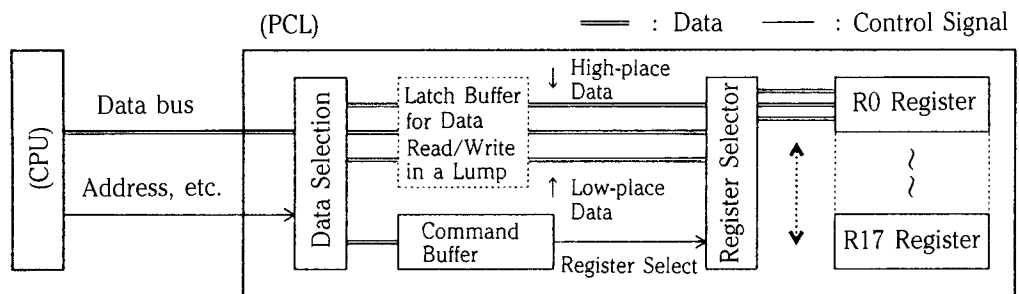 (PCL)
: Data
: Control Signal
(CPU)
Data bus
Address, etc.
Data Selection
Latch Buffer
for Data
Read/Write
in a Lump
↓ High-place
Data
↑ Low-place
Data
Command
Buffer
Register Select
Register Selector
R0 Register
R17 Register